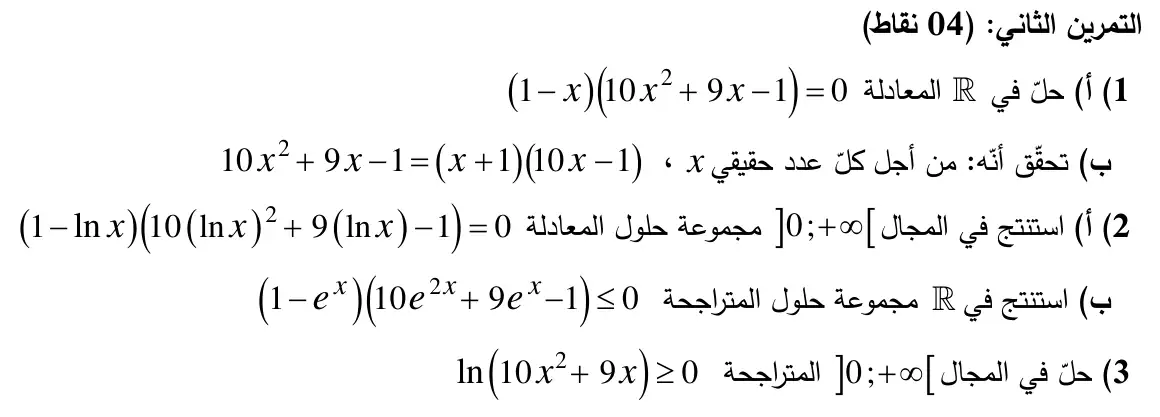 التمرين الثاني: (04 نقاط)
1) أ) حلّ في ℝ المعادلة (1−x)(10x²+9x−1)=0
ب) تحقّق أنّه: من أجل كلّ عدد حقيقي x ، 10x²+9x−1=(x+1)(10x−1)
2) أ) استنتج في المجال ]0;+∞[ مجموعة حلول المعادلة (1−ln x)(10(ln x)²+9(ln x)−1)=0
ب) استنتج في ℝ مجموعة حلول المتراجحة (1−eˣ)(10e²ˣ+9eˣ−1)≤0
3) حلّ في المجال ]0;+∞[ المتراجحة ln(10x²+9x)≥0